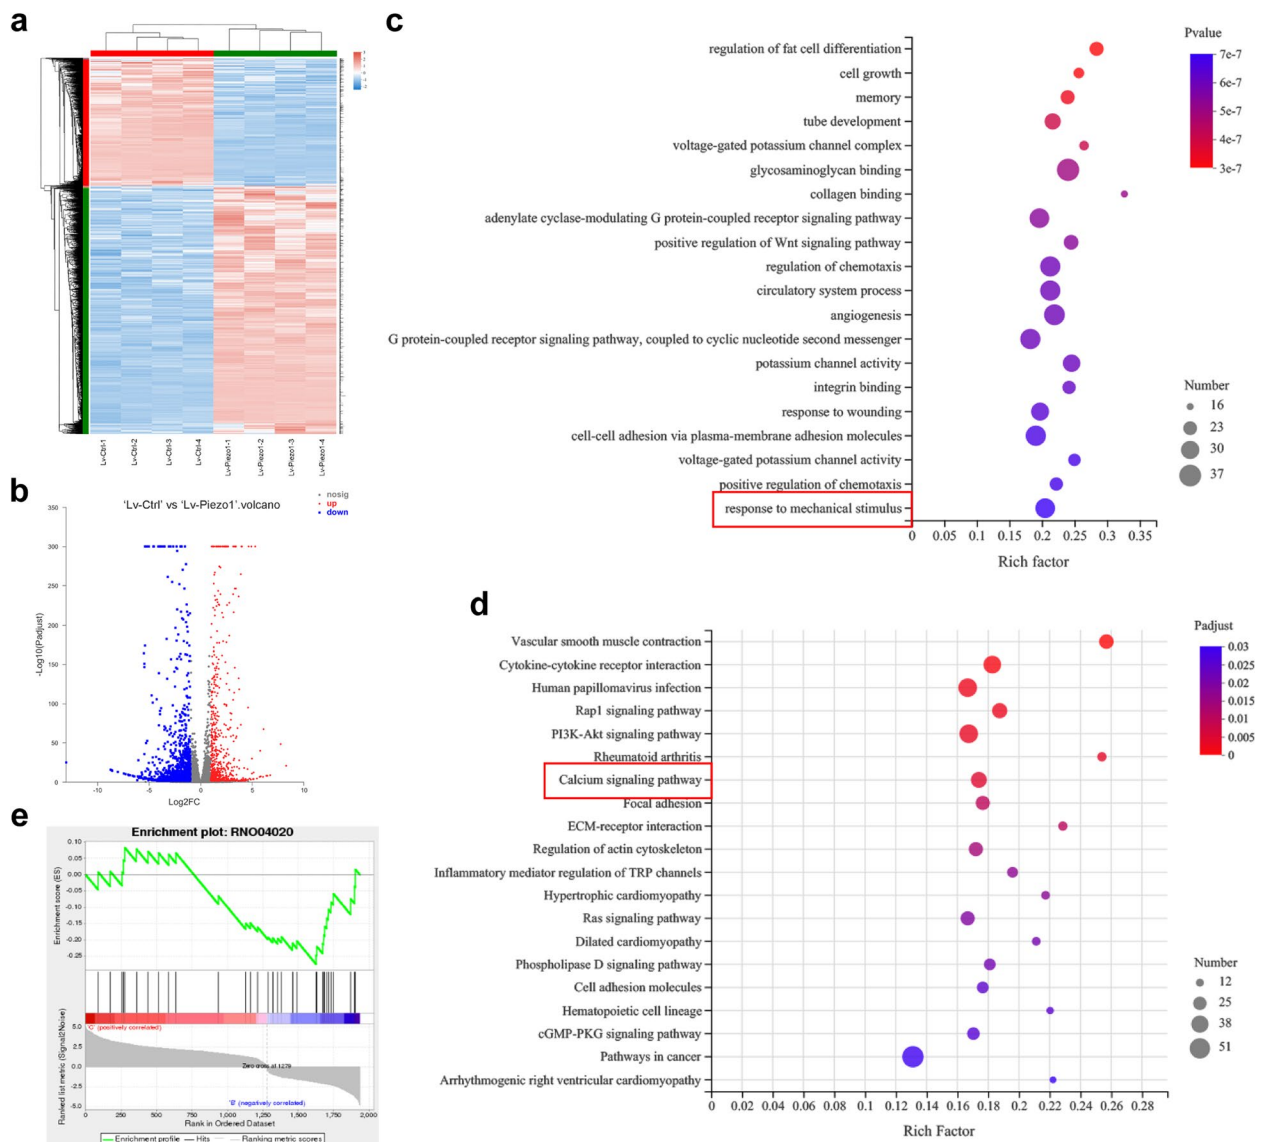 a
Lv-Ctrl-1
Lv-Ctrl-2
Lv-Ctrl-3
Lv-Ctrl-4
Lv-Piezo1-1
Lv-Piezo1-2
Lv-Piezo1-3
Lv-Piezo1-4
b
‘Lv-Ctrl’ vs ‘Lv-Piezo1’.volcano
nosig
up
down
-Log10(Padjust)
350
300
250
200
150
100
50
0
-10
-5
0
5
10
Log2FC
c
regulation of fat cell differentiation
cell growth
memory
tube development
voltage-gated potassium channel complex
glycosaminoglycan binding
collagen binding
adenylate cyclase-modulating G protein-coupled receptor signaling pathway
positive regulation of Wnt signaling pathway
regulation of chemotaxis
circulatory system process
angiogenesis
G protein-coupled receptor signaling pathway, coupled to cyclic nucleotide second messenger
potassium channel activity
integrin binding
response to wounding
cell-cell adhesion via plasma-membrane adhesion molecules
voltage-gated potassium channel activity
positive regulation of chemotaxis
response to mechanical stimulus
0
0.05
0.1
0.15
0.2
0.25
0.3
0.35
Rich factor
Pvalue
7e-7
6e-7
5e-7
4e-7
3e-7
Number
16
23
30
37
d
Vascular smooth muscle contraction
Cytokine-cytokine receptor interaction
Human papillomavirus infection
Rap1 signaling pathway
PI3K-Akt signaling pathway
Rheumatoid arthritis
Calcium signaling pathway
Focal adhesion
ECM-receptor interaction
Regulation of actin cytoskeleton
Inflammatory mediator regulation of TRP channels
Hypertrophic cardiomyopathy
Ras signaling pathway
Dilated cardiomyopathy
Phospholipase D signaling pathway
Cell adhesion molecules
Hematopoietic cell lineage
cGMP-PKG signaling pathway
Pathways in cancer
Arrhythmogenic right ventricular cardiomyopathy
0
0.02
0.04
0.06
0.08
0.1
0.12
0.14
0.16
0.18
0.2
0.22
0.24
0.26
0.28
Rich Factor
Padjust
0.03
0.025
0.02
0.015
0.01
0.005
0
Number
12
25
38
51
e
Enrichment plot: RNO04020
Enrichment score (ES)
0.10
0.05
0.00
-0.05
-0.10
-0.15
-0.20
-0.25
Ranked list metric (Signal2Noise)
5.0
2.5
0.0
-2.5
-5.0
(positively correlated)
Zero cross at 1279
(negatively correlated)
0
250
500
750
1,000
1,250
1,500
1,750
2,000
Rank in Ordered Dataset
Enrichment profile
Hits
Ranking metric scores